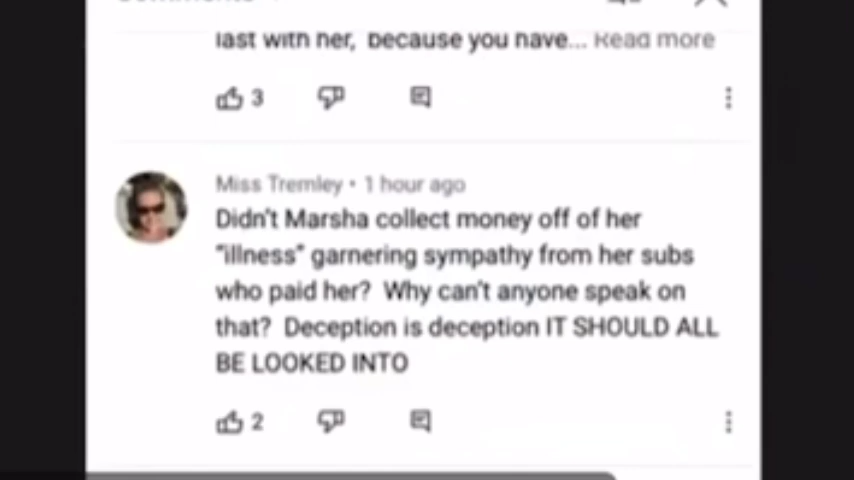 last with her, because you have... Read more
3
Miss Tremley • 1 hour ago
Didn't Marsha collect money off of her
"illness" garnering sympathy from her subs
who paid her? Why can't anyone speak on
that? Deception is deception IT SHOULD ALL
BE LOOKED INTO
2